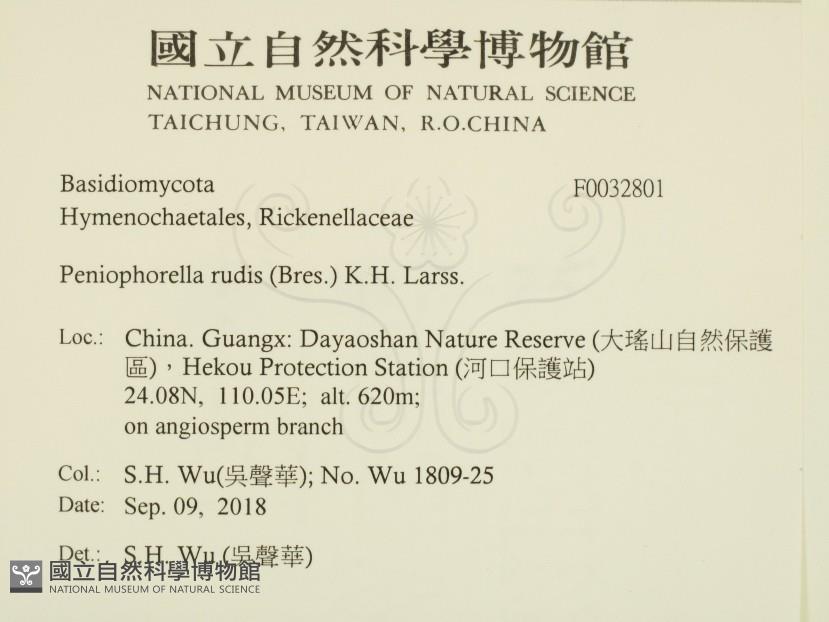 國立自然科學博物館
NATIONAL MUSEUM OF NATURAL SCIENCE
TAICHUNG, TAIWAN, R.O.CHINA
Basidiomycota F0032801
Hymenochaetales, Rickenellaceae
Peniophorella rudis (Bres.) K.H. Larss.
Loc.: China. Guangx: Dayaoshan Nature Reserve (大瑤山自然保護
區)，Hekou Protection Station (河口保護站)
24.08N, 110.05E; alt. 620m;
on angiosperm branch
Col.: S.H. Wu(吳聲華); No. Wu 1809-25
Date: Sep. 09, 2018
Det.: S.H. Wu (吳聲華)
國立自然科學博物館
NATIONAL MUSEUM OF NATURAL SCIENCE